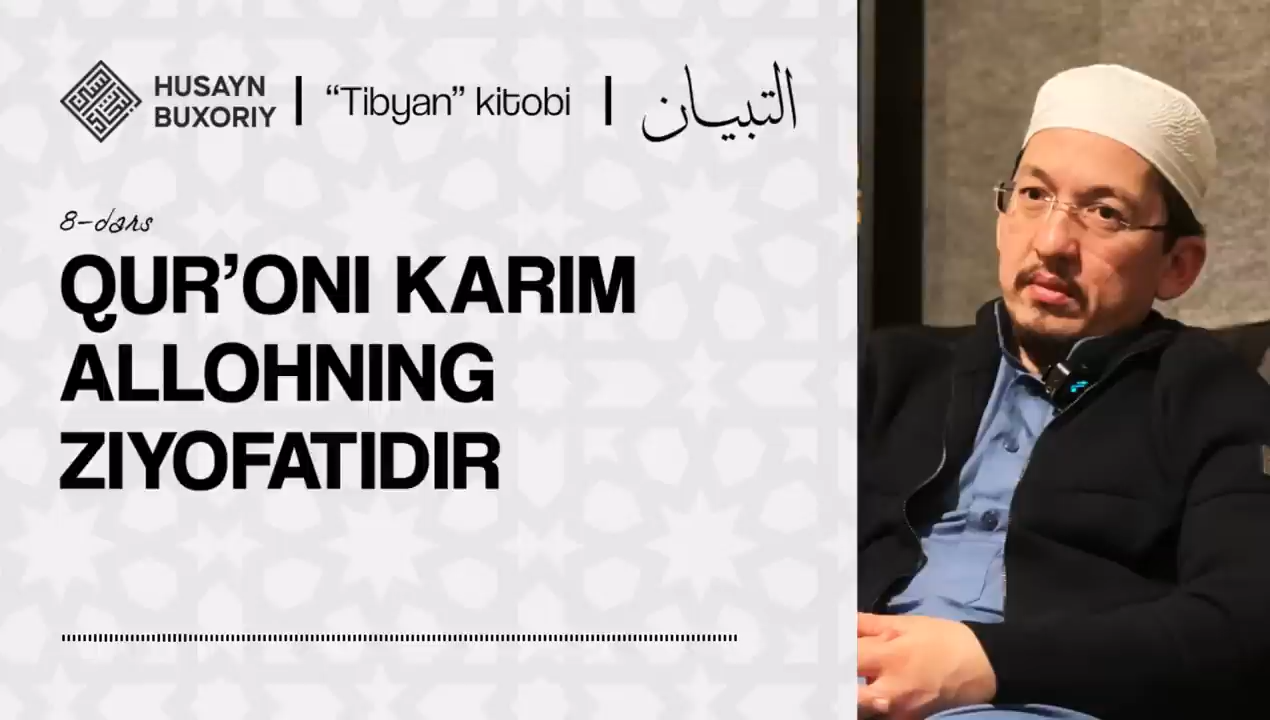 HUSAYN
BUXORIY
“Tibyan” kitobi
التبيان
8-dars
QUR’ONI KARIM
ALLOHNING
ZIYOFATIDIR